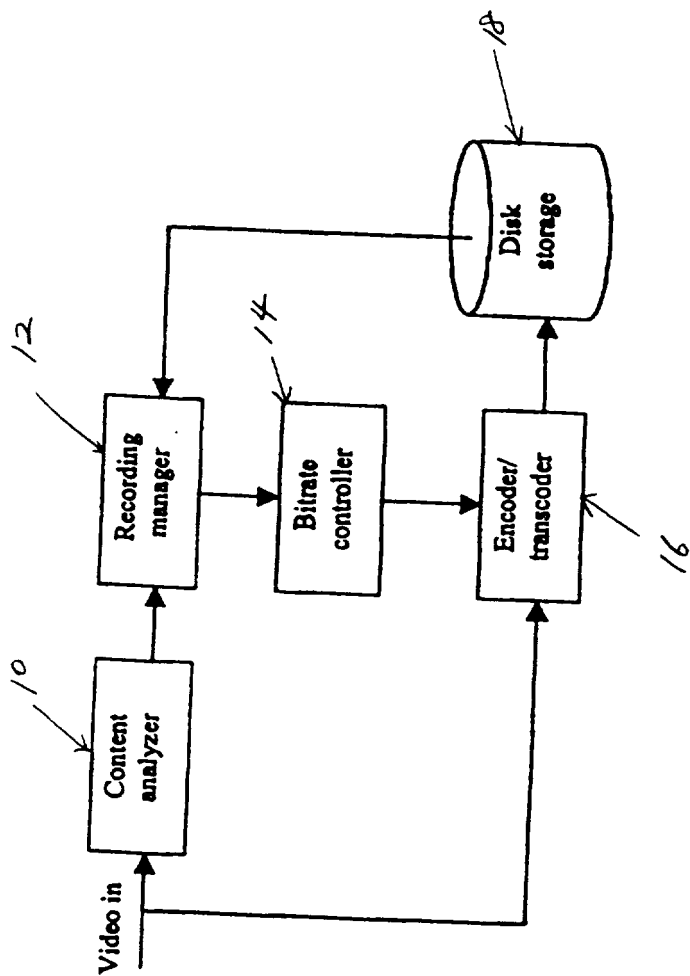 Video in
10
Content
analyzer
12
Recording
manager
14
Bitrate
controller
Encoder/
transcoder
16
18
Disk
storage